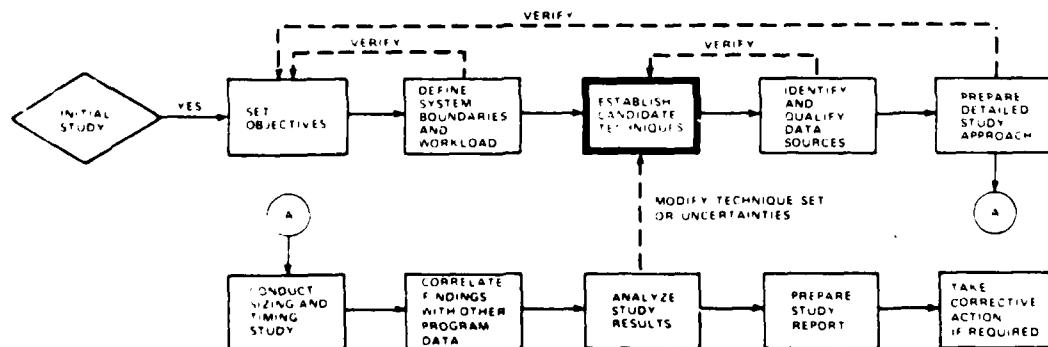 VERIFY
VERIFY
VERIFY
INITIAL
STUDY
YES
SET
OBJECTIVES
DEFINE
SYSTEM
BOUNDARIES
AND
WORKLOAD
ESTABLISH
CANDIDATE
TECHNIQUES
IDENTIFY
AND
QUALIFY
DATA
SOURCES
PREPARE
DETAILED
STUDY
APPROACH
MODIFY TECHNIQUE SET
OR UNCERTAINTIES
A
A
CONDUCT
SIZING AND
TIMING
STUDY
CORRELATE
FINDINGS
WITH OTHER
PROGRAM
DATA
ANALYZE
STUDY
RESULTS
PREPARE
STUDY
REPORT
TAKE
CORRECTIVE
ACTION
IF REQUIRED